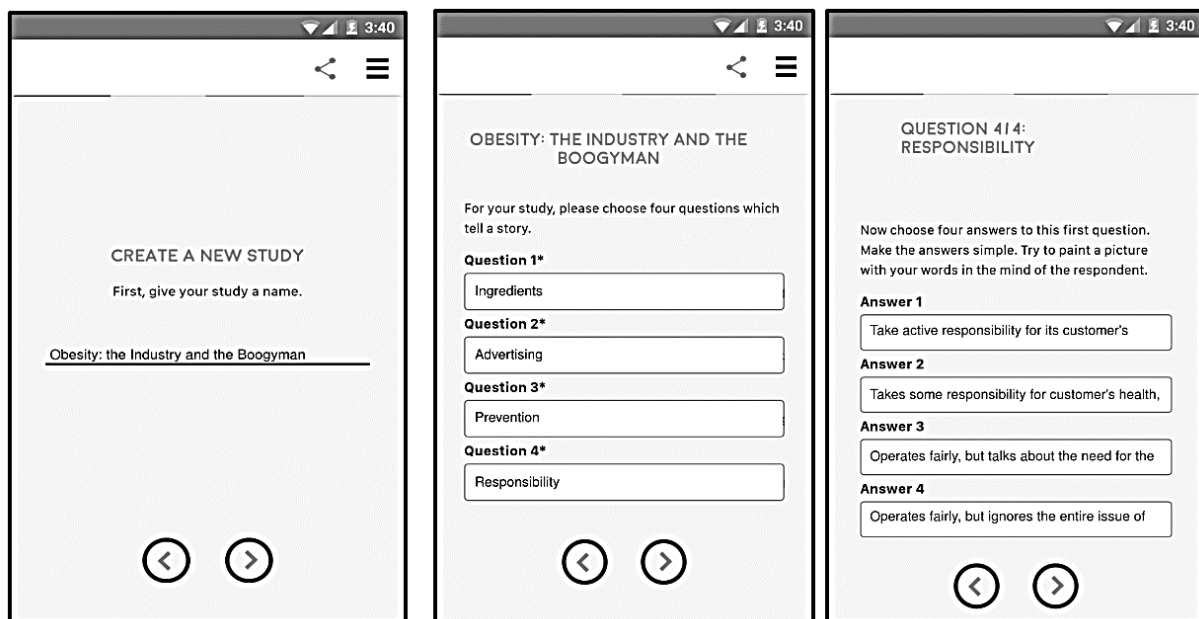 3:40
CREATE A NEW STUDY
First, give your study a name.
Obesity: the Industry and the Boogyman
3:40
OBESITY: THE INDUSTRY AND THE
BOOGYMAN
For your study, please choose four questions which
tell a story.
Question 1*
Ingredients
Question 2*
Advertising
Question 3*
Prevention
Question 4*
Responsibility
3:40
QUESTION 4/4:
RESPONSIBILITY
Now choose four answers to this first question.
Make the answers simple. Try to paint a picture
with your words in the mind of the respondent.
Answer 1
Take active responsibility for its customer's
Answer 2
Takes some responsibility for customer's health,
Answer 3
Operates fairly, but talks about the need for the
Answer 4
Operates fairly, but ignores the entire issue of